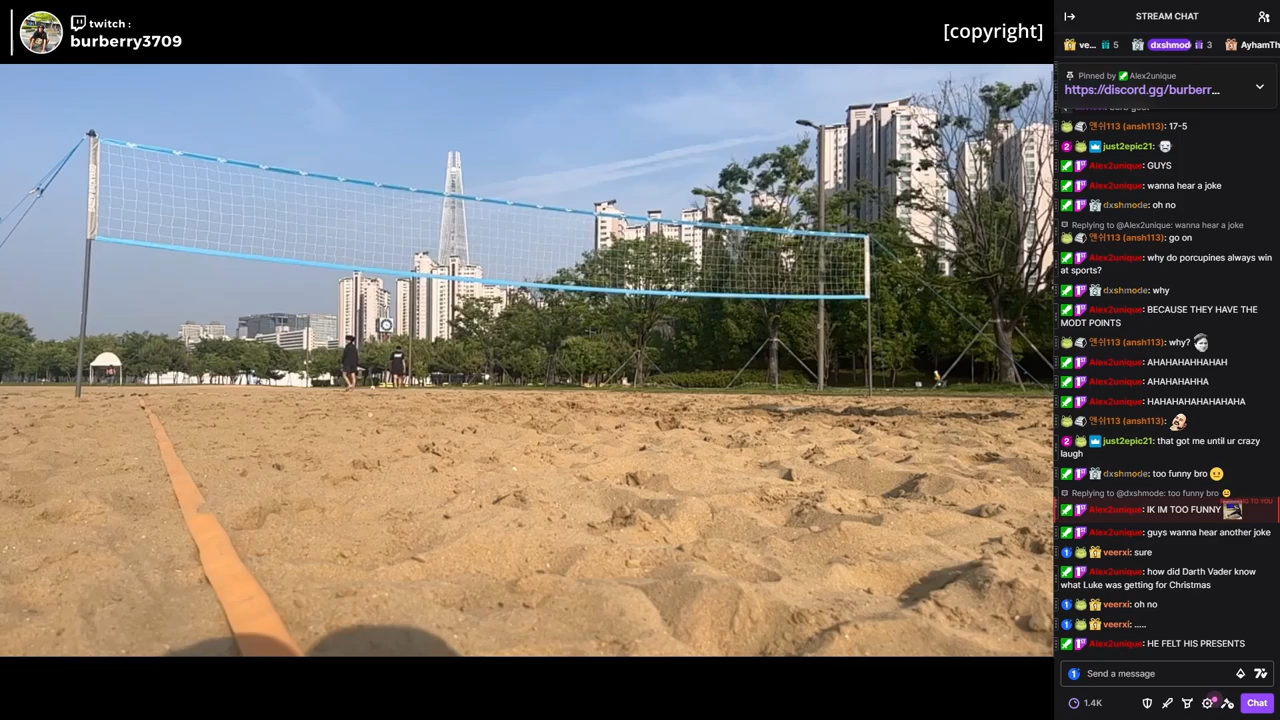 twitch :
burberry3709
[copyright]
STREAM CHAT
ve... 5 dxshmod 3 AyhamTh
Pinned by Alex2unique
https://discord.gg/burberr...
앤쉬113 (ansh113): 17-5
just2epic21:
Alex2unique: GUYS
Alex2unique: wanna hear a joke
dxshmode: oh no
Replying to @Alex2unique: wanna hear a joke
앤쉬113 (ansh113): go on
Alex2unique: why do porcupines always win
at sports?
dxshmode: why
Alex2unique: BECAUSE THEY HAVE THE
MODT POINTS
앤쉬113 (ansh113): why?
Alex2unique: AHAHAHAHHAHAH
Alex2unique: AHAHAHAHHA
Alex2unique: HAHAHAHAHAHAHA
앤쉬113 (ansh113):
just2epic21: that got me until ur crazy
laugh
dxshmode: too funny bro 😐
Replying to @dxshmode: too funny bro 😐
Alex2unique: IK IM TOO FUNNY
Alex2unique: guys wanna hear another joke
veerxi: sure
Alex2unique: how did Darth Vader know
what Luke was getting for Christmas
veerxi: oh no
veerxi: .....
Alex2unique: HE FELT HIS PRESENTS
Send a message
1.4K
Chat